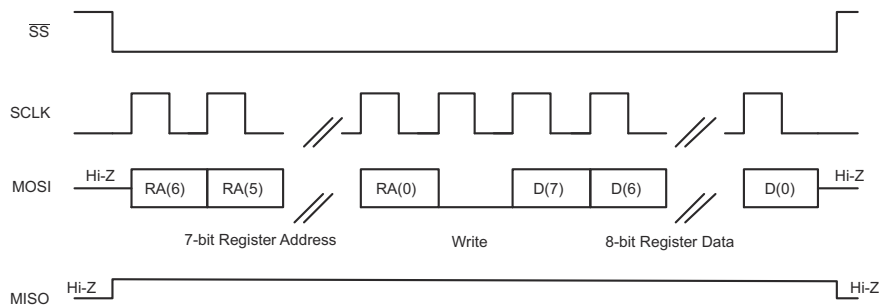 SS
SCLK
Hi-Z Hi-Z
MOSI RA(6) RA(5) RA(0) D(7) D(6) D(0)
7-bit Register Address Write 8-bit Register Data
Hi-Z Hi-Z
MISO